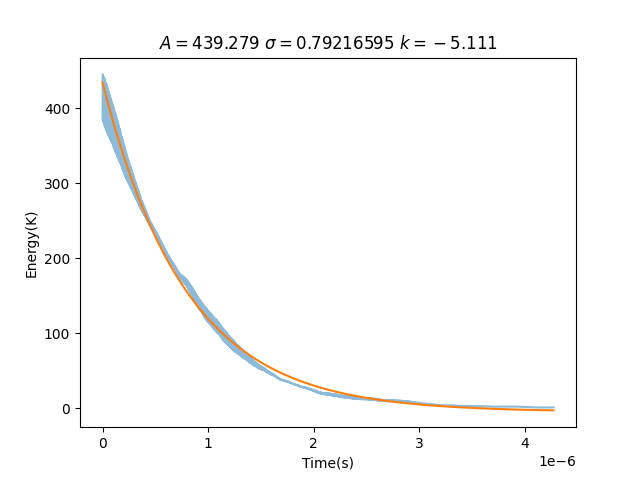 A = 439.279 σ = 0.79216595 k = −5.111
Energy(K)
400
300
200
100
0
0 1 2 3 4
1e−6
Time(s)